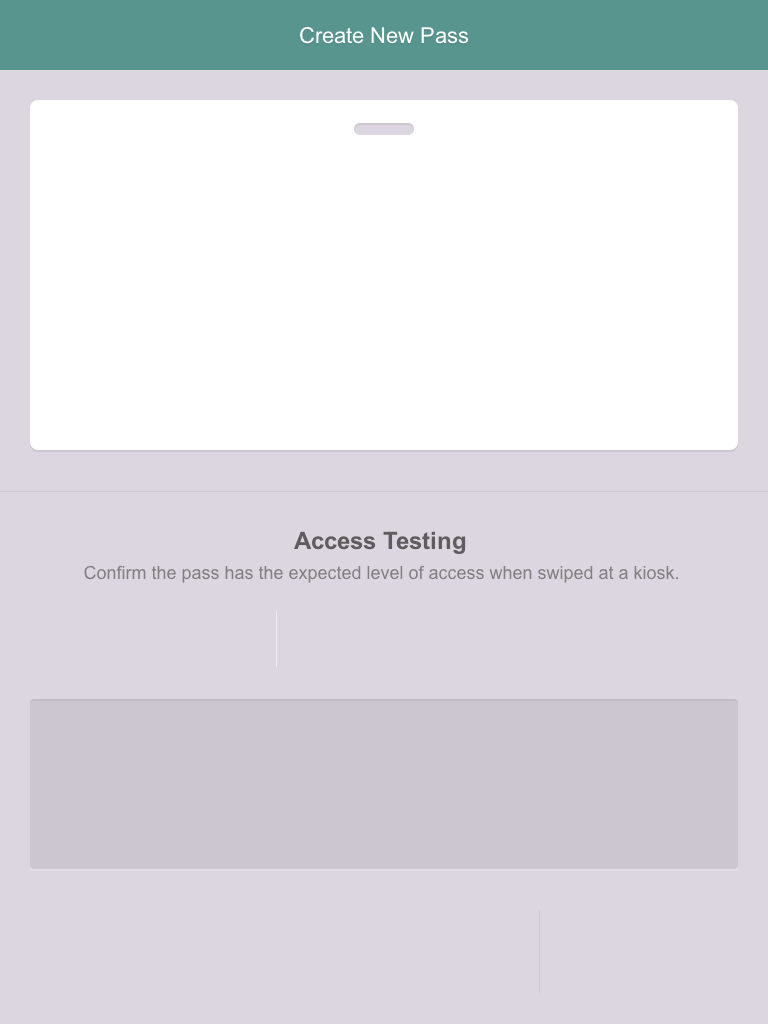 Create New Pass
Access Testing
Confirm the pass has the expected level of access when swiped at a kiosk.